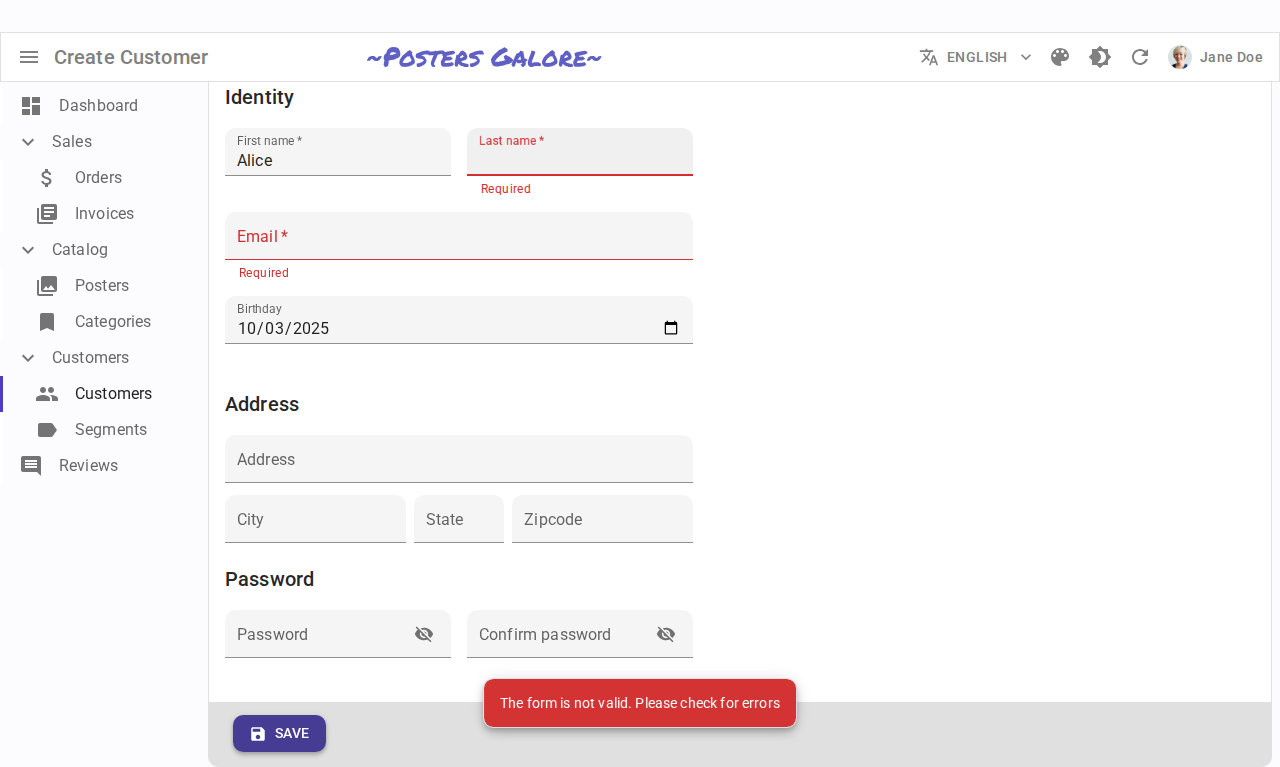 Create Customer
~Posters Galore~
ENGLISH
Jane Doe
Dashboard
Sales
Orders
Invoices
Catalog
Posters
Categories
Customers
Customers
Segments
Reviews
Identity
First name *
Alice
Last name *
Required
Email *
Required
Birthday
10/03/2025
Address
Address
City
State
Zipcode
Password
Password
Confirm password
The form is not valid. Please check for errors
SAVE